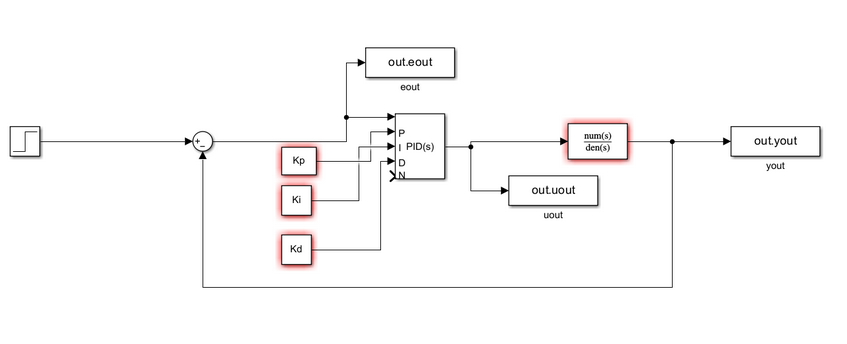 out.eout
eout
+
−
P
I
D
N
PID(s)
Kp
Ki
Kd
num(s)
den(s)
out.uout
uout
out.yout
yout